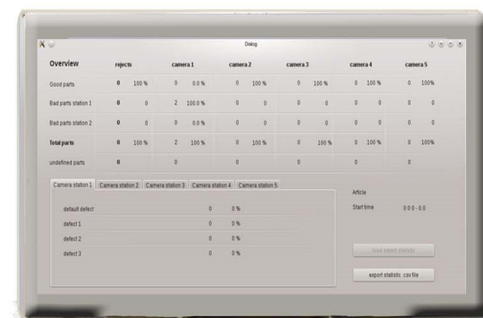 Dialog
Overview rejects camera 1 camera 2 camera 3 camera 4 camera 5
Good parts 0 100 % 0 0.0 % 0 100 % 0 100 % 0 100 % 0 100%
Bad parts station 1 0 0 2 100.0 % 0 0 0 0 0 0 0 0
Bad parts station 2 0 0 0 0.0 % 0 0 0 0 0 0 0 0
Total parts 0 100 % 2 100 % 0 100 % 0 100 % 0 100 % 0 100%
undefined parts 0 0 0 0 0 0
Camera station 1 Camera station 2 Camera station 3 Camera station 4 Camera station 5
default defect 0 0 %
defect 1 0 0 %
defect 2 0 0 %
defect 3 0 0 %
Article
Start time 0 0 0 - 0.0
export statistic .csv file